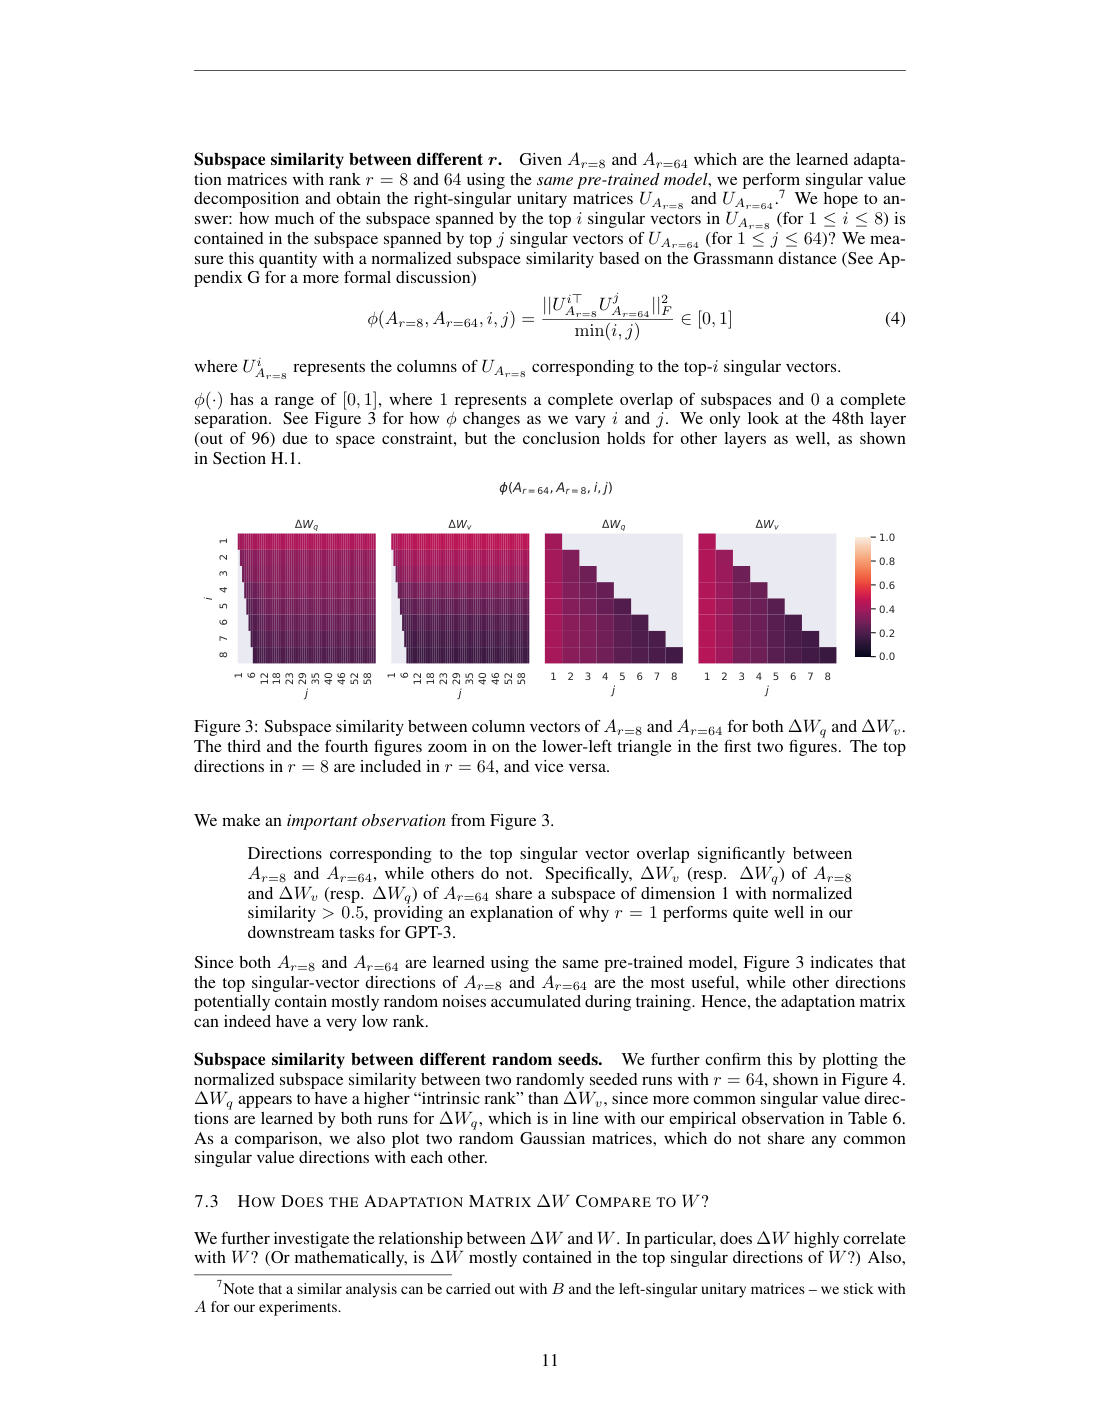 Subspace similarity between different r. Given A_{r=8} and A_{r=64} which are the learned adapta-
tion matrices with rank r = 8 and 64 using the same pre-trained model, we perform singular value
decomposition and obtain the right-singular unitary matrices U_{A_{r=8}} and U_{A_{r=64}}.^7 We hope to an-
swer: how much of the subspace spanned by the top i singular vectors in U_{A_{r=8}} (for 1 ≤ i ≤ 8) is
contained in the subspace spanned by top j singular vectors of U_{A_{r=64}} (for 1 ≤ j ≤ 64)? We mea-
sure this quantity with a normalized subspace similarity based on the Grassmann distance (See Ap-
pendix G for a more formal discussion)
φ(A_{r=8}, A_{r=64}, i, j) = ||U_{A_{r=8}}^{i⊤} U_{A_{r=64}}^{j}||_F^2 / min(i, j) ∈ [0, 1] (4)
where U_{A_{r=8}}^i represents the columns of U_{A_{r=8}} corresponding to the top-i singular vectors.
φ(·) has a range of [0, 1], where 1 represents a complete overlap of subspaces and 0 a complete
separation. See Figure 3 for how φ changes as we vary i and j. We only look at the 48th layer
(out of 96) due to space constraint, but the conclusion holds for other layers as well, as shown
in Section H.1.
φ(A_{r=64}, A_{r=8}, i, j)
ΔW_q ΔW_v ΔW_q ΔW_v
i
1
2
3
4
5
6
7
8
1 6 12 18 23 29 35 40 46 52 58
j
1 6 12 18 23 29 35 40 46 52 58
j
1 2 3 4 5 6 7 8
j
1 2 3 4 5 6 7 8
j
1.0
0.8
0.6
0.4
0.2
0.0
Figure 3: Subspace similarity between column vectors of A_{r=8} and A_{r=64} for both ΔW_q and ΔW_v.
The third and the fourth figures zoom in on the lower-left triangle in the first two figures. The top
directions in r = 8 are included in r = 64, and vice versa.
We make an important observation from Figure 3.
Directions corresponding to the top singular vector overlap significantly between
A_{r=8} and A_{r=64}, while others do not. Specifically, ΔW_v (resp. ΔW_q) of A_{r=8}
and ΔW_v (resp. ΔW_q) of A_{r=64} share a subspace of dimension 1 with normalized
similarity > 0.5, providing an explanation of why r = 1 performs quite well in our
downstream tasks for GPT-3.
Since both A_{r=8} and A_{r=64} are learned using the same pre-trained model, Figure 3 indicates that
the top singular-vector directions of A_{r=8} and A_{r=64} are the most useful, while other directions
potentially contain mostly random noises accumulated during training. Hence, the adaptation matrix
can indeed have a very low rank.
Subspace similarity between different random seeds. We further confirm this by plotting the
normalized subspace similarity between two randomly seeded runs with r = 64, shown in Figure 4.
ΔW_q appears to have a higher “intrinsic rank” than ΔW_v, since more common singular value direc-
tions are learned by both runs for ΔW_q, which is in line with our empirical observation in Table 6.
As a comparison, we also plot two random Gaussian matrices, which do not share any common
singular value directions with each other.
7.3 HOW DOES THE ADAPTATION MATRIX ΔW COMPARE TO W?
We further investigate the relationship between ΔW and W. In particular, does ΔW highly correlate
with W? (Or mathematically, is ΔW mostly contained in the top singular directions of W?) Also,
^7Note that a similar analysis can be carried out with B and the left-singular unitary matrices – we stick with
A for our experiments.
11